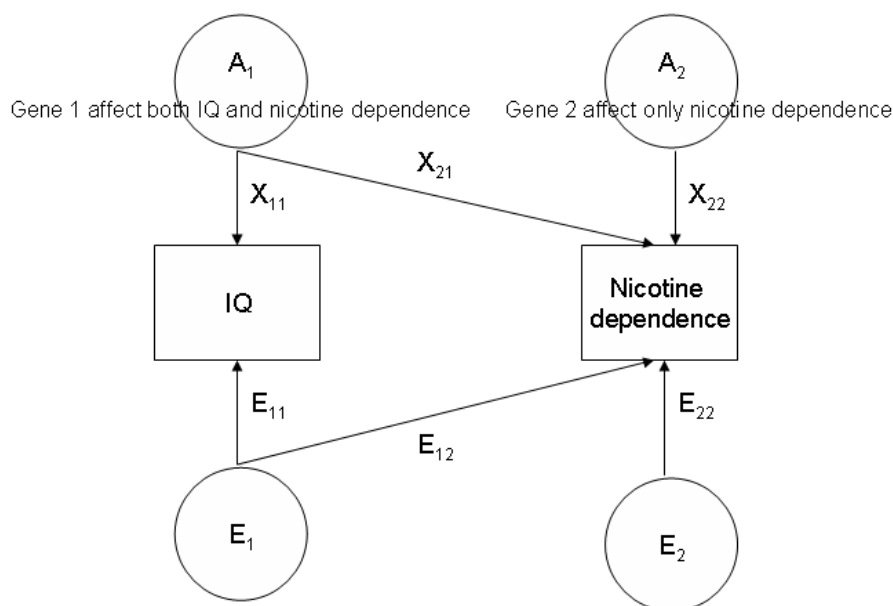 A1
A2
Gene 1 affect both IQ and nicotine dependence
Gene 2 affect only nicotine dependence
X21
X11
X22
IQ
Nicotine
dependence
E11
E22
E12
E1
E2